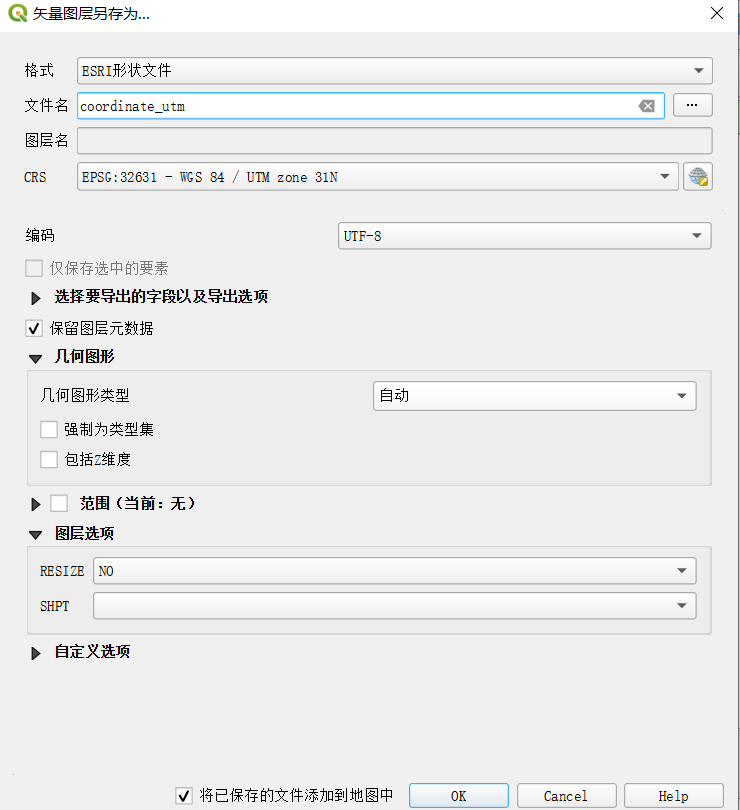 矢量图层另存为...
格式 ESRI形状文件
文件名 coordinate_utm ...
图层名
CRS EPSG:32631 - WGS 84 / UTM zone 31N
编码 UTF-8
仅保存选中的要素
选择要导出的字段以及导出选项
保留图层元数据
几何图形
几何图形类型 自动
强制为类型集
包括Z维度
范围（当前：无）
图层选项
RESIZE NO
SHPT
自定义选项
将已保存的文件添加到地图中 OK Cancel Help